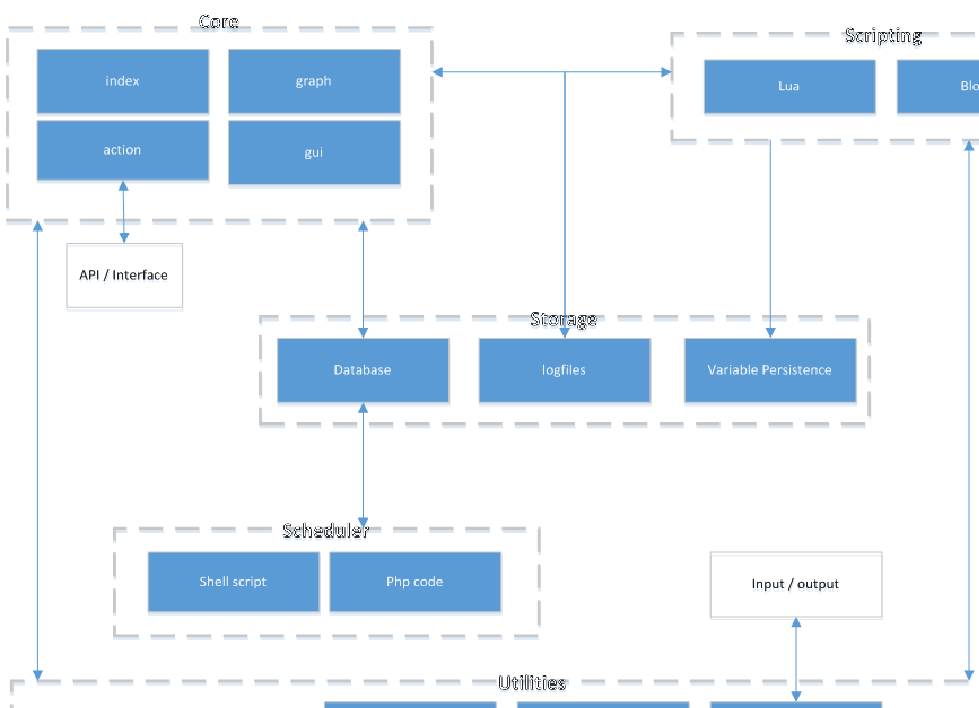 Core
Scripting
index
graph
Lua
Blo
action
gui
API / Interface
Storage
Database
logfiles
Variable Persistence
Scheduler
Shell script
Php code
Input / output
Utilities